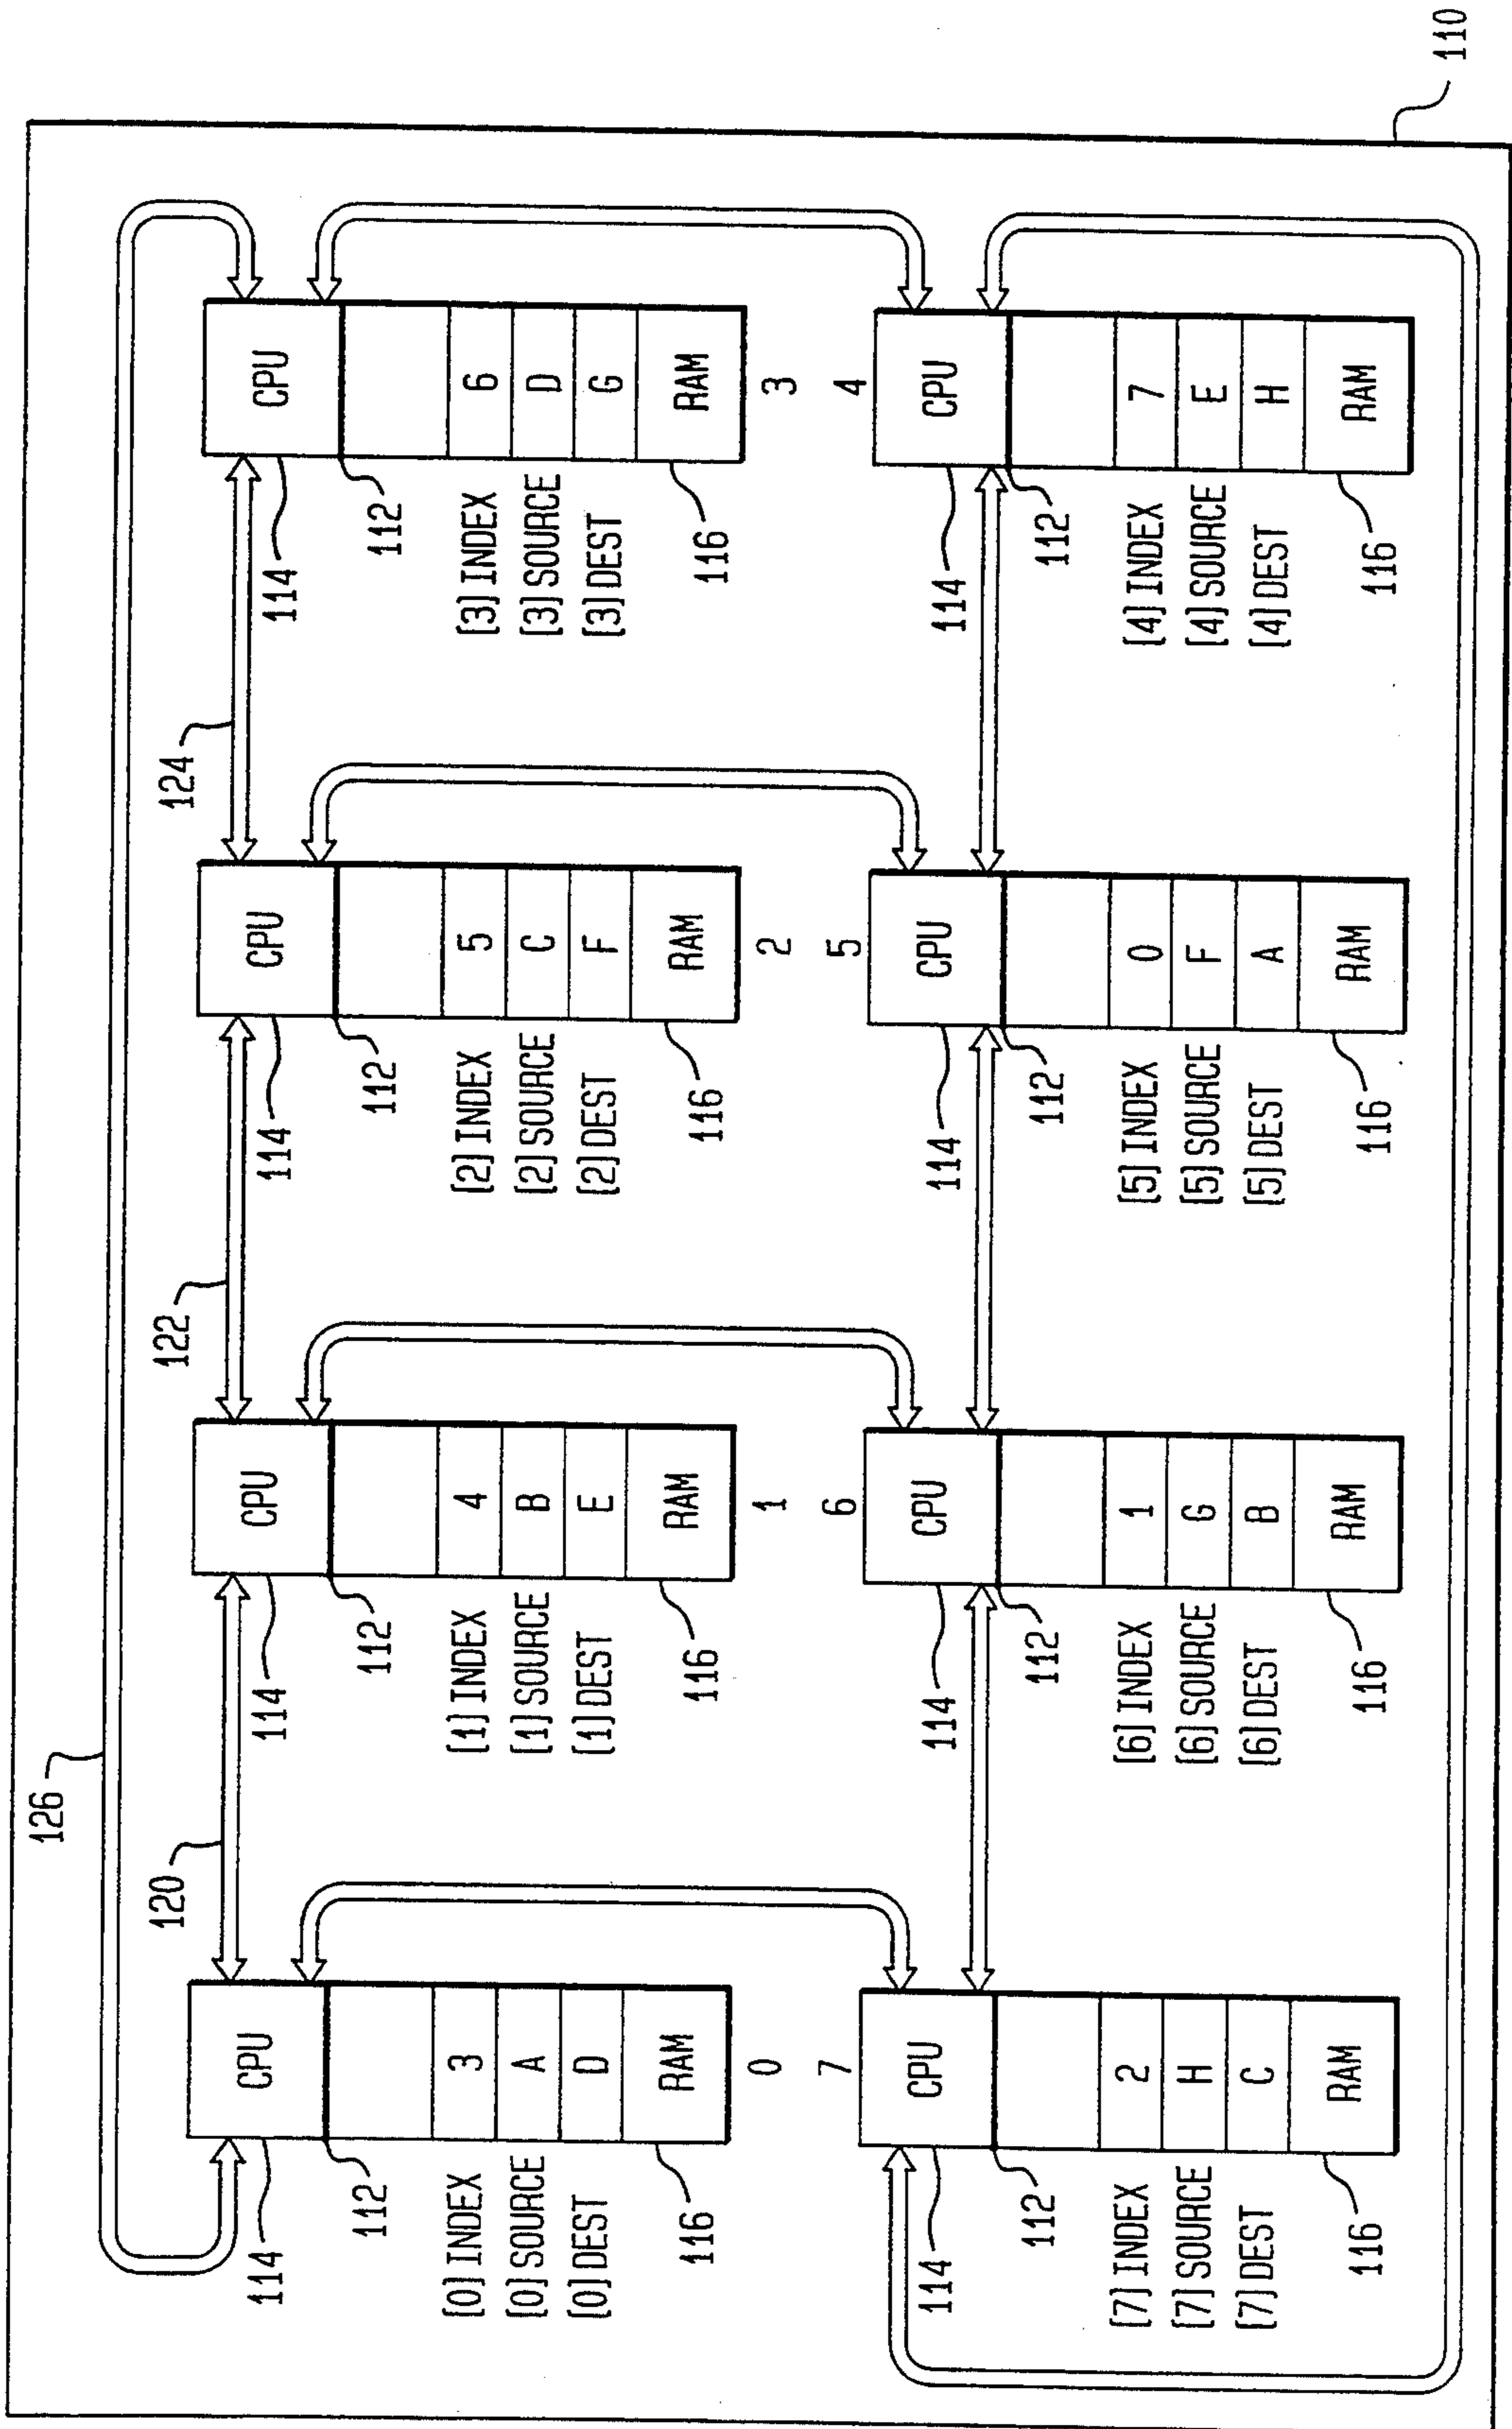 126
120
122
124
CPU
CPU
CPU
CPU
114
114
114
114
112
112
112
112
[0] INDEX 3
[1] INDEX 4
[2] INDEX 5
[3] INDEX 6
[0] SOURCE A
[1] SOURCE B
[2] SOURCE C
[3] SOURCE D
[0] DEST D
[1] DEST E
[2] DEST F
[3] DEST G
RAM
RAM
RAM
RAM
116
116
116
116
0
1
2
3
7
6
5
4
CPU
CPU
CPU
CPU
114
114
114
114
112
112
112
112
[7] INDEX 2
[6] INDEX 1
[5] INDEX 0
[4] INDEX 7
[7] SOURCE H
[6] SOURCE G
[5] SOURCE F
[4] SOURCE E
[7] DEST C
[6] DEST B
[5] DEST A
[4] DEST H
RAM
RAM
RAM
RAM
116
116
116
116
110